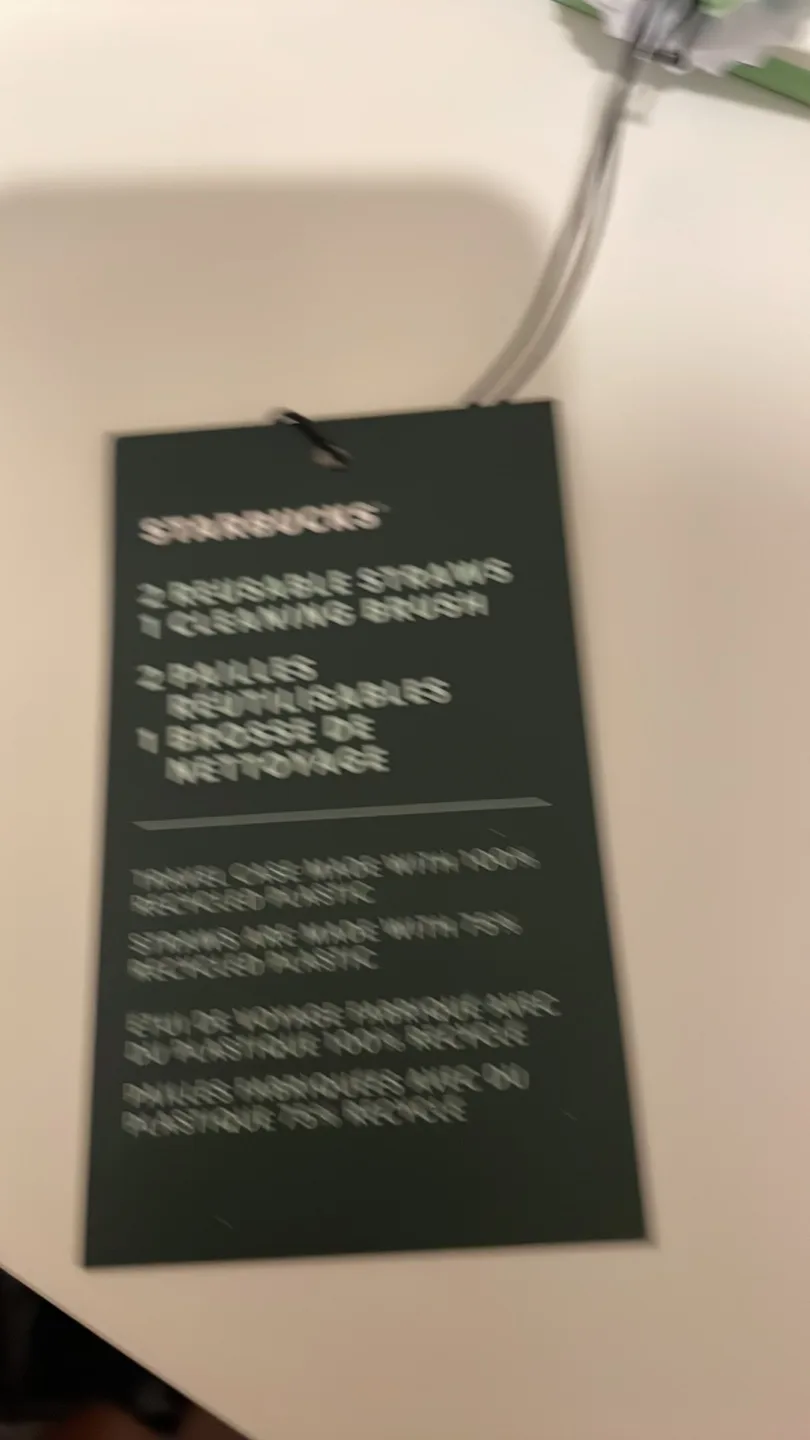 STARBUCKS
2 REUSABLE STRAWS
1 CLEANING BRUSH
2 PAILLES
RÉUTILISABLES
1 BROSSE DE
NETTOYAGE
TRAVEL CASE MADE WITH 100%
RECYCLED PLASTIC
STRAWS ARE MADE WITH 75%
RECYCLED PLASTIC
ÉTUI DE VOYAGE FABRIQUÉ AVEC
DU PLASTIQUE 100% RECYCLÉ
PAILLES FABRIQUÉES AVEC DU
PLASTIQUE 75% RECYCLÉ